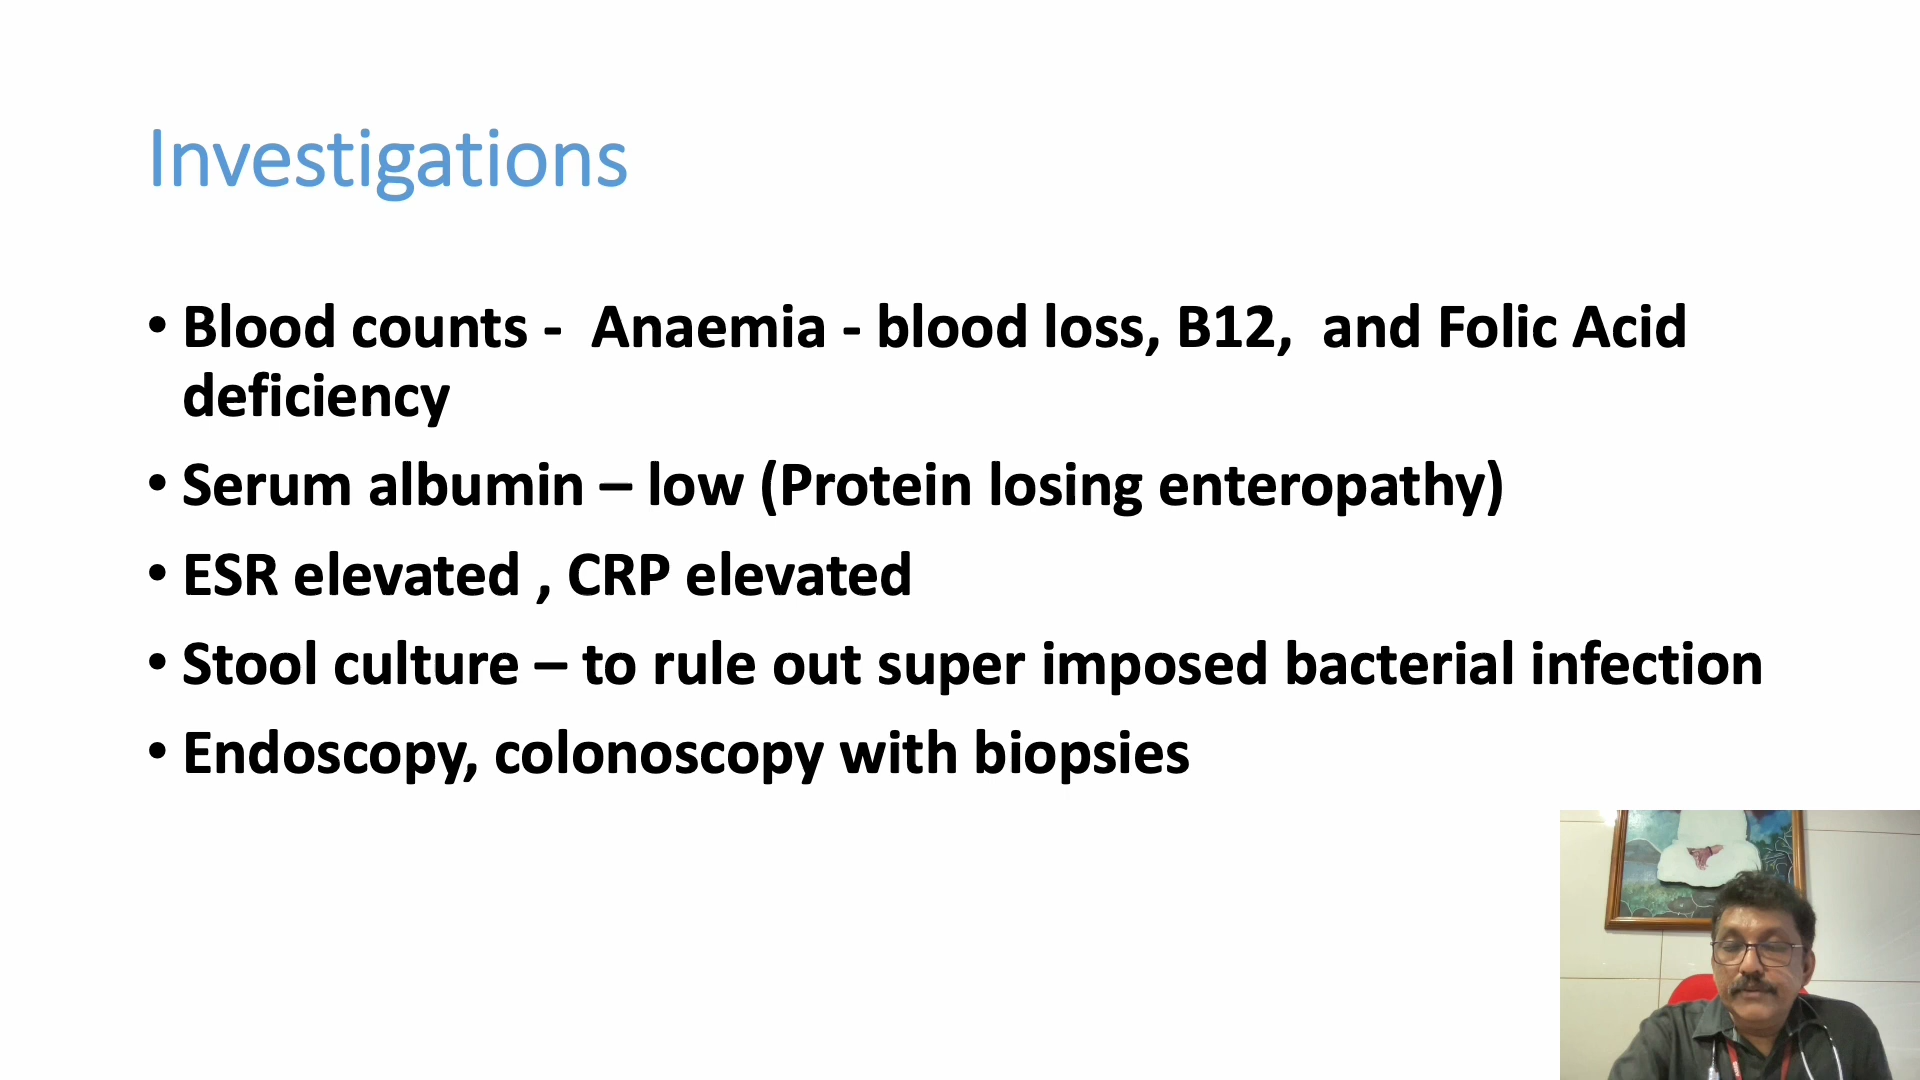 Investigations
• Blood counts -  Anaemia - blood loss, B12,  and Folic Acid
deficiency
• Serum albumin – low (Protein losing enteropathy)
• ESR elevated , CRP elevated
• Stool culture – to rule out super imposed bacterial infection
• Endoscopy, colonoscopy with biopsies